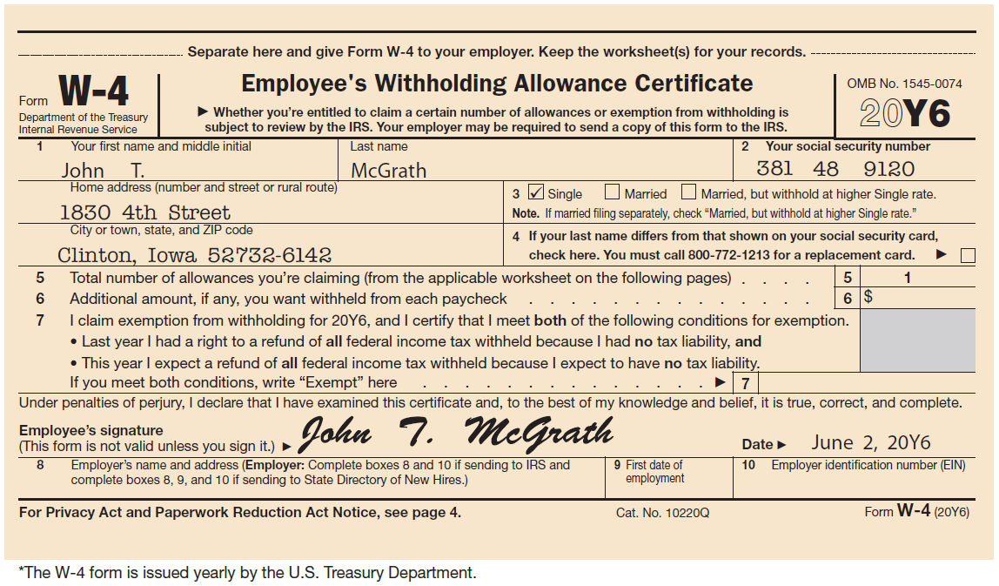 Separate here and give Form W-4 to your employer. Keep the worksheet(s) for your records.
Form W-4
Department of the Treasury
Internal Revenue Service
Employee's Withholding Allowance Certificate
▶ Whether you're entitled to claim a certain number of allowances or exemption from withholding is
subject to review by the IRS. Your employer may be required to send a copy of this form to the IRS.
OMB No. 1545-0074
20Y6
1 Your first name and middle initial
John T.
Last name
McGrath
2 Your social security number
381 48 9120
Home address (number and street or rural route)
1830 4th Street
3 ✓ Single Married Married, but withhold at higher Single rate.
Note. If married filing separately, check “Married, but withhold at higher Single rate.”
City or town, state, and ZIP code
Clinton, Iowa 52732-6142
4 If your last name differs from that shown on your social security card,
check here. You must call 800-772-1213 for a replacement card. ▶
5 Total number of allowances you're claiming (from the applicable worksheet on the following pages) . . . . 5 1
6 Additional amount, if any, you want withheld from each paycheck . . . . . . . . . . . . . . 6 $
7 I claim exemption from withholding for 20Y6, and I certify that I meet both of the following conditions for exemption.
• Last year I had a right to a refund of all federal income tax withheld because I had no tax liability, and
• This year I expect a refund of all federal income tax withheld because I expect to have no tax liability.
If you meet both conditions, write “Exempt” here . . . . . . . . . . . . . . ▶ 7
Under penalties of perjury, I declare that I have examined this certificate and, to the best of my knowledge and belief, it is true, correct, and complete.
Employee's signature
(This form is not valid unless you sign it.) ▶ John T. McGrath
Date ▶ June 2, 20Y6
8 Employer's name and address (Employer: Complete boxes 8 and 10 if sending to IRS and
complete boxes 8, 9, and 10 if sending to State Directory of New Hires.)
9 First date of
employment
10 Employer identification number (EIN)
For Privacy Act and Paperwork Reduction Act Notice, see page 4.
Cat. No. 10220Q
Form W-4 (20Y6)
*The W-4 form is issued yearly by the U.S. Treasury Department.